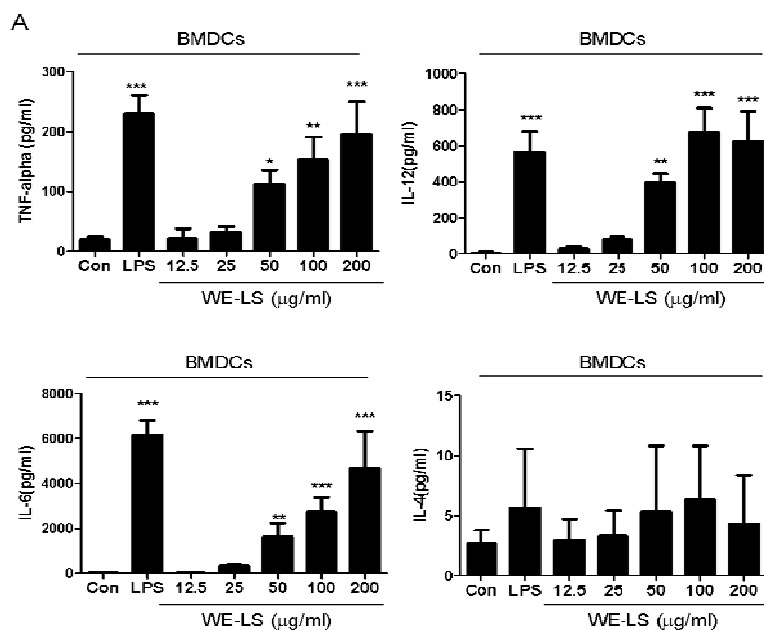 A
BMDCs
TNF-alpha (pg/ml)
300
200
100
0
***
*
**
***
Con LPS 12.5 25 50 100 200
WE-LS (μg/ml)
BMDCs
IL-12(pg/ml)
1000
800
600
400
200
0
***
**
***
***
Con LPS 12.5 25 50 100 200
WE-LS (μg/ml)
BMDCs
IL-6(pg/ml)
8000
6000
4000
2000
0
***
**
***
***
Con LPS 12.5 25 50 100 200
WE-LS (μg/ml)
BMDCs
IL-4(pg/ml)
15
10
5
0
Con LPS 12.5 25 50 100 200
WE-LS (μg/ml)